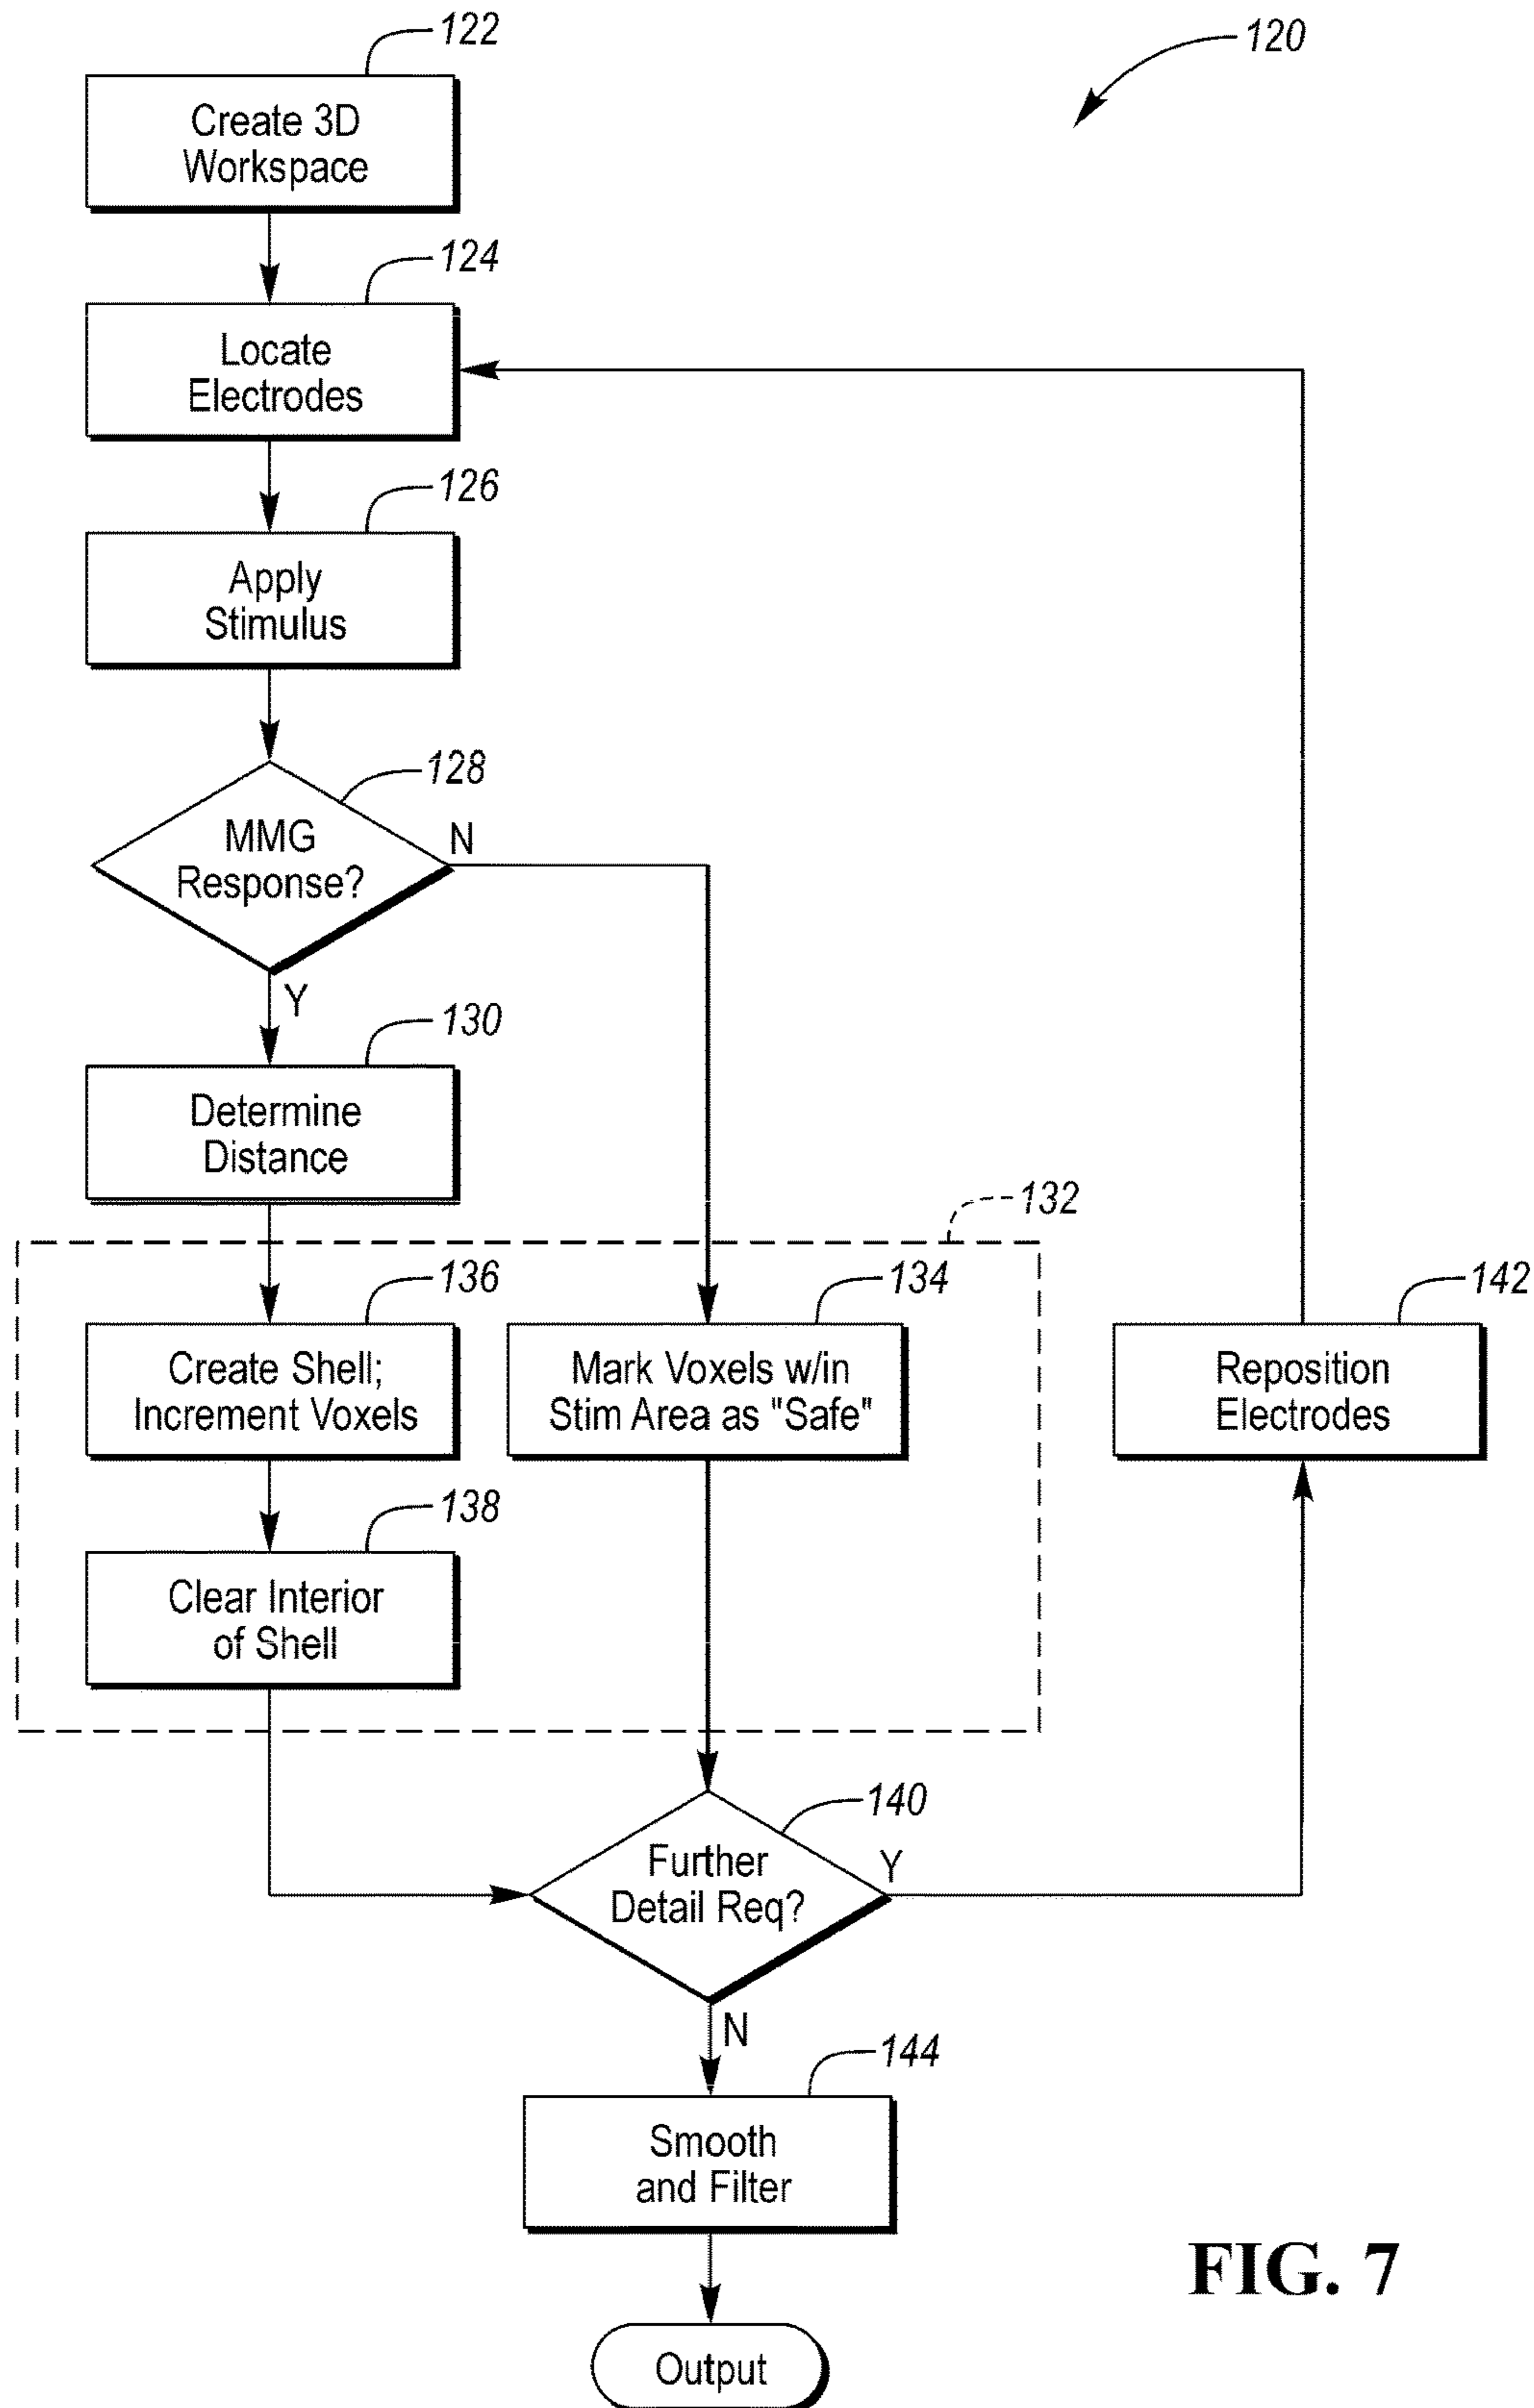 122
120
Create 3D
Workspace
124
Locate
Electrodes
126
Apply
Stimulus
128
MMG
Response?
N
Y
130
Determine
Distance
132
136
134
142
Create Shell;
Increment Voxels
Mark Voxels w/in
Stim Area as "Safe"
Reposition
Electrodes
138
Clear Interior
of Shell
140
Further
Detail Req?
Y
N
144
Smooth
and Filter
FIG. 7
Output